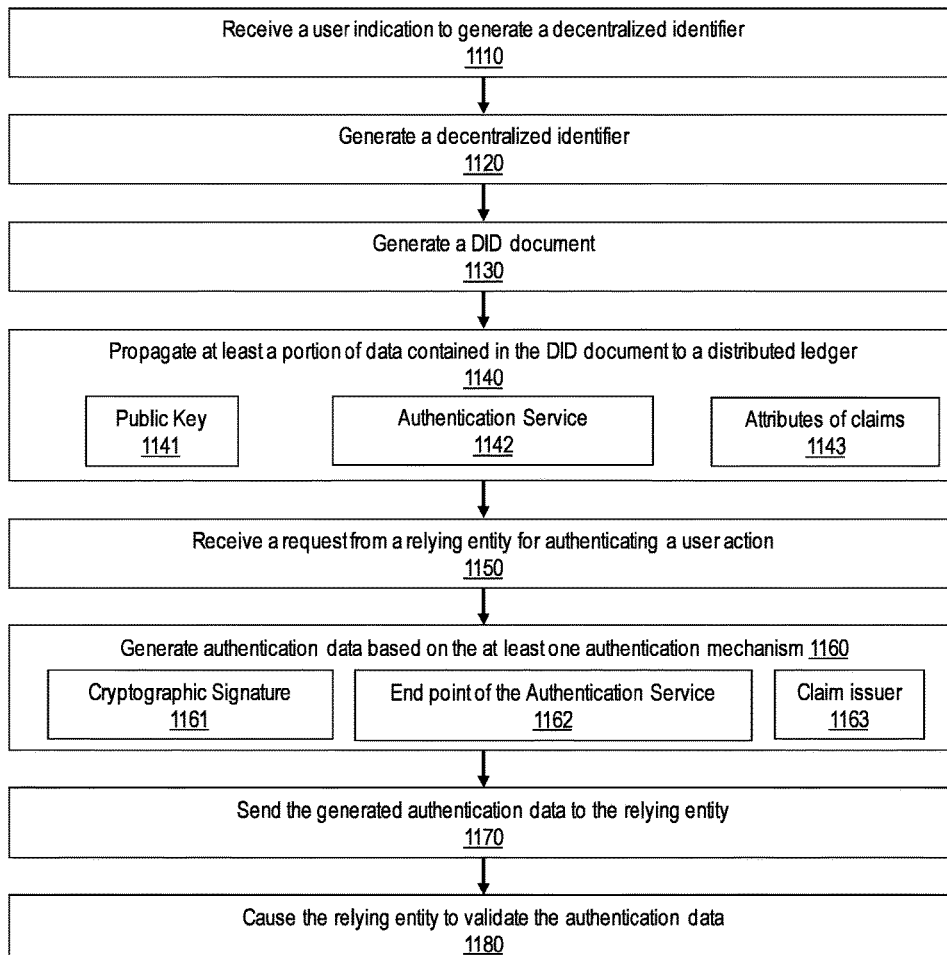 Receive a user indication to generate a decentralized identifier
1110
Generate a decentralized identifier
1120
Generate a DID document
1130
Propagate at least a portion of data contained in the DID document to a distributed ledger
1140
Public Key
1141
Authentication Service
1142
Attributes of claims
1143
Receive a request from a relying entity for authenticating a user action
1150
Generate authentication data based on the at least one authentication mechanism 1160
Cryptographic Signature
1161
End point of the Authentication Service
1162
Claim issuer
1163
Send the generated authentication data to the relying entity
1170
Cause the relying entity to validate the authentication data
1180